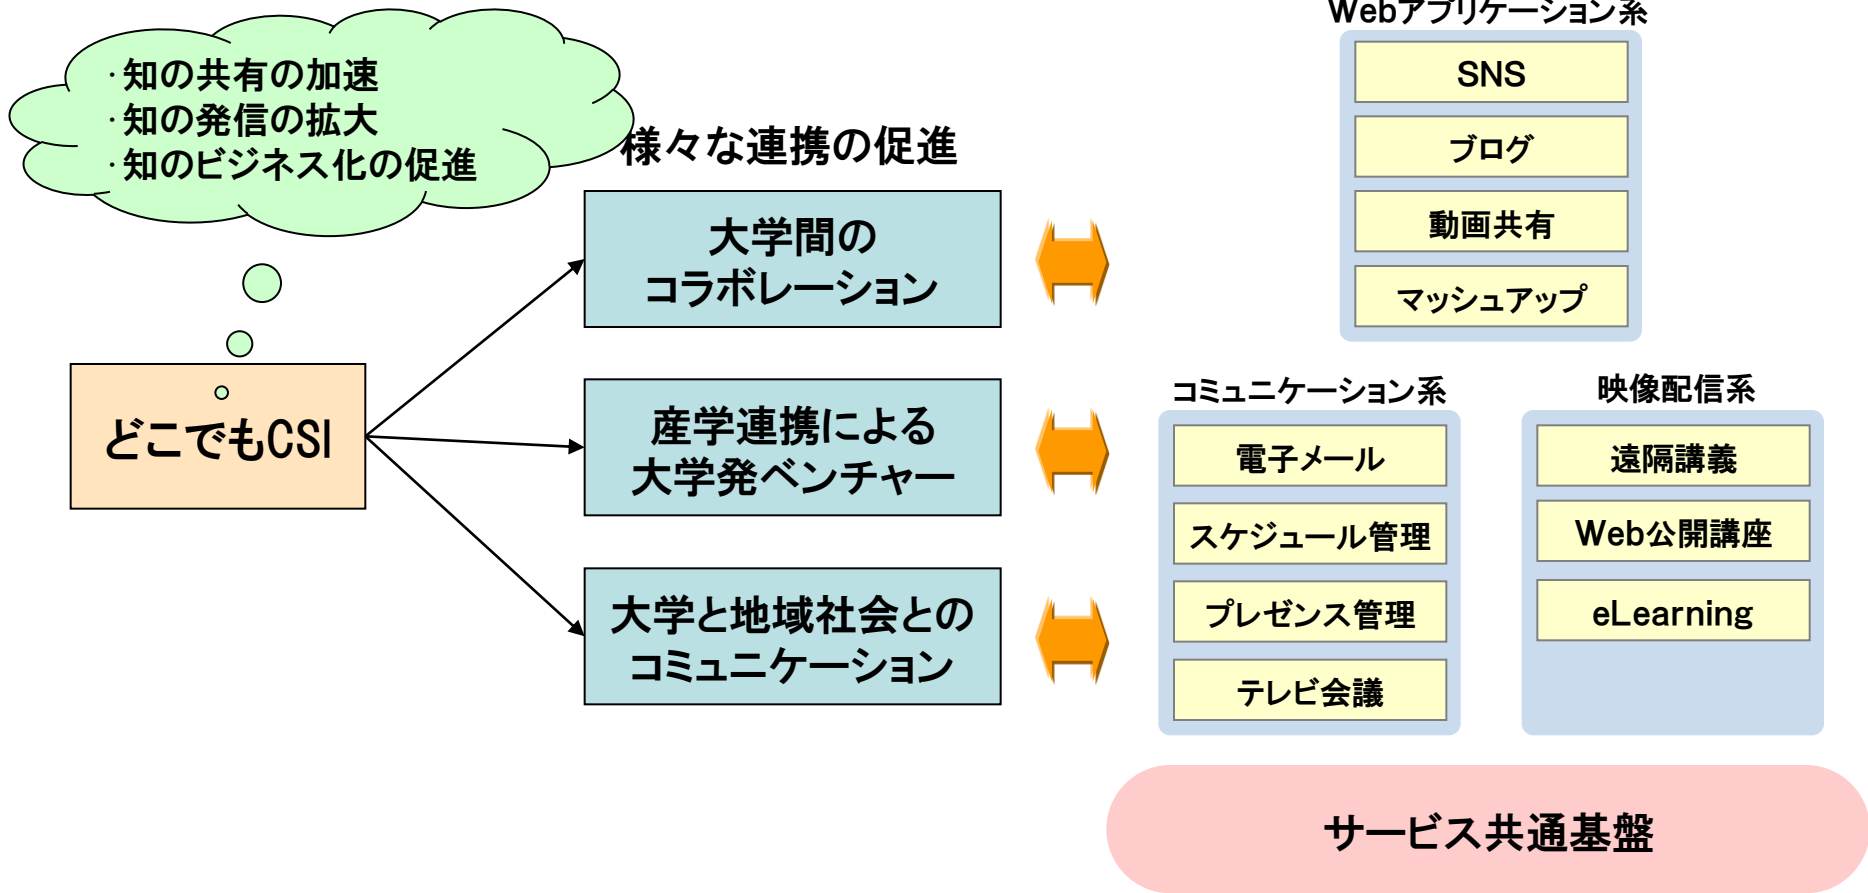 ・知の共有の加速
・知の発信の拡大
・知のビジネス化の促進
どこでもCSI
様々な連携の促進
大学間の
コラボレーション
産学連携による
大学発ベンチャー
大学と地域社会との
コミュニケーション
Webアプリケーション系
SNS
ブログ
動画共有
マッシュアップ
コミュニケーション系
電子メール
スケジュール管理
プレゼンス管理
テレビ会議
映像配信系
遠隔講義
Web公開講座
eLearning
サービス共通基盤